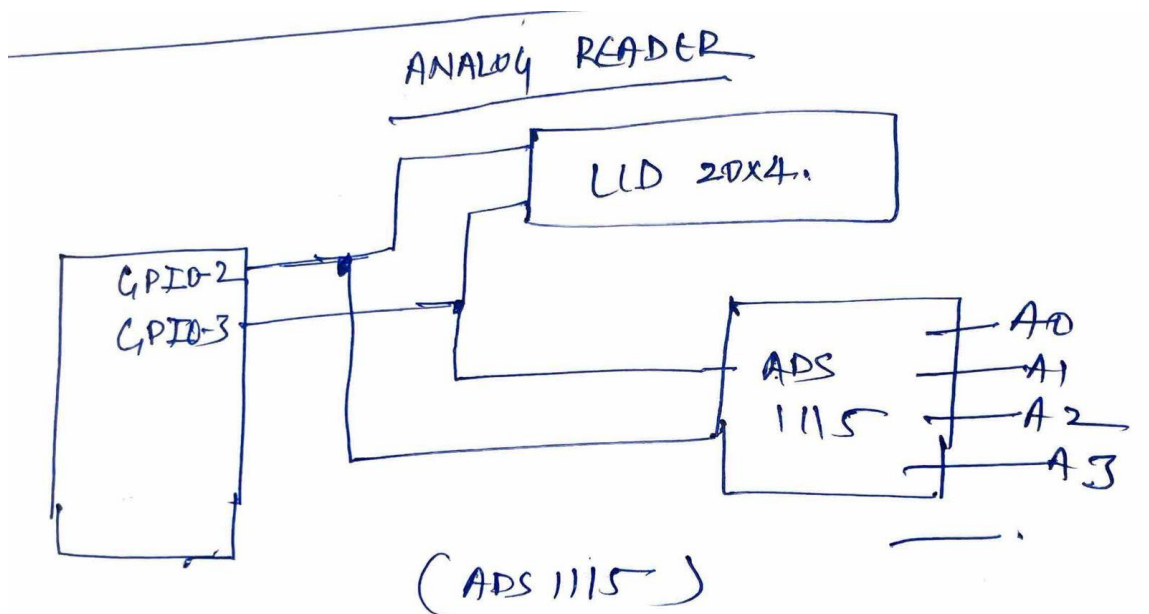 ANALOG READER
LCD 20x4.
GPIO-2
GPIO-3
ADS
1115
A0
A1
A2
A3
(ADS 1115)